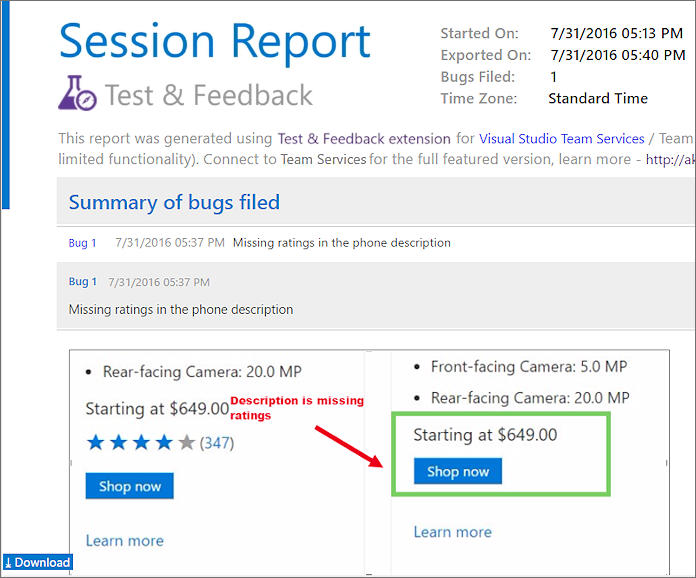 Session Report
Test & Feedback
Started On: 7/31/2016 05:13 PM
Exported On: 7/31/2016 05:40 PM
Bugs Filed: 1
Time Zone: Standard Time
This report was generated using Test & Feedback extension for Visual Studio Team Services / Team
limited functionality). Connect to Team Services for the full featured version, learn more - http://ak
Summary of bugs filed
Bug 1 7/31/2016 05:37 PM Missing ratings in the phone description
Bug 1 7/31/2016 05:37 PM
Missing ratings in the phone description
• Rear-facing Camera: 20.0 MP
Starting at $649.00
(347)
Shop now
Learn more
Description is missing
ratings
• Front-facing Camera: 5.0 MP
• Rear-facing Camera: 20.0 MP
Starting at $649.00
Shop now
Learn more
Download